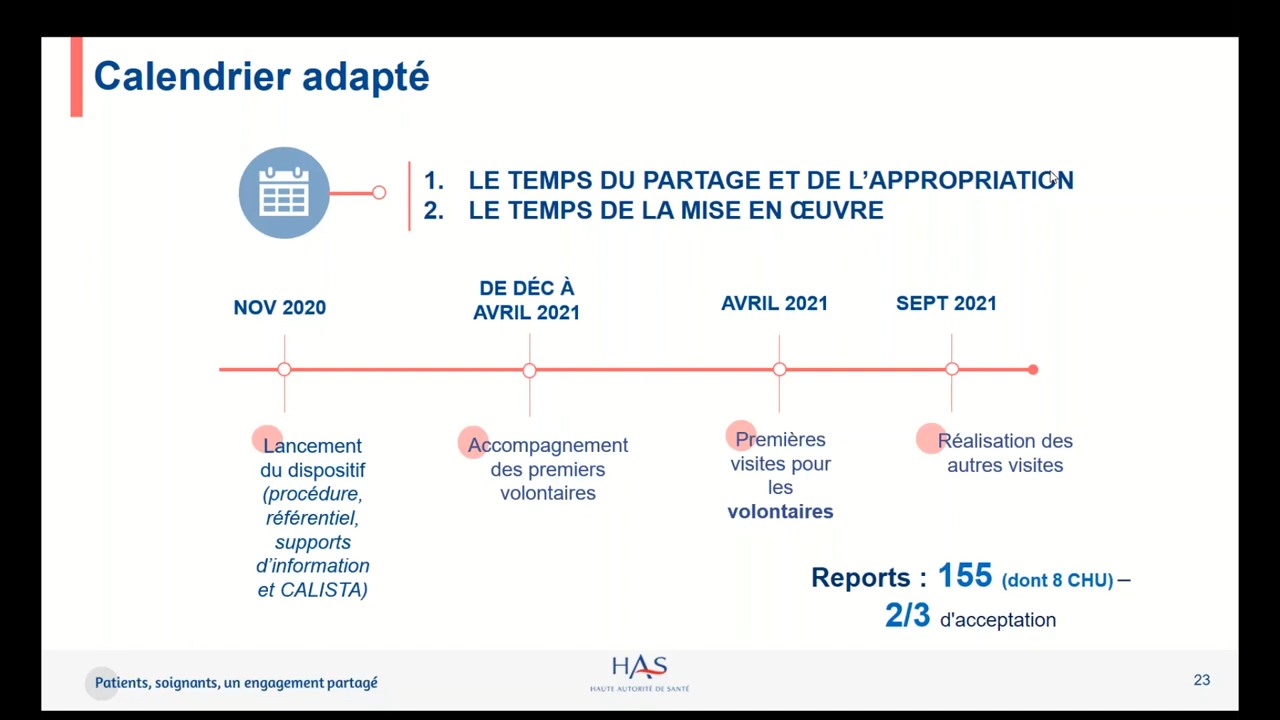 Calendrier adapté
1. LE TEMPS DU PARTAGE ET DE L’APPROPRIATION
2. LE TEMPS DE LA MISE EN ŒUVRE
NOV 2020
DE DÉC À
AVRIL 2021
AVRIL 2021
SEPT 2021
Lancement
du dispositif
(procédure,
référentiel,
supports
d’information
et CALISTA)
Accompagnement
des premiers
volontaires
Premières
visites pour
les
volontaires
Réalisation des
autres visites
Reports : 155 (dont 8 CHU) –
2/3 d'acceptation
Patients, soignants, un engagement partagé
HAS
HAUTE AUTORITÉ DE SANTÉ
23